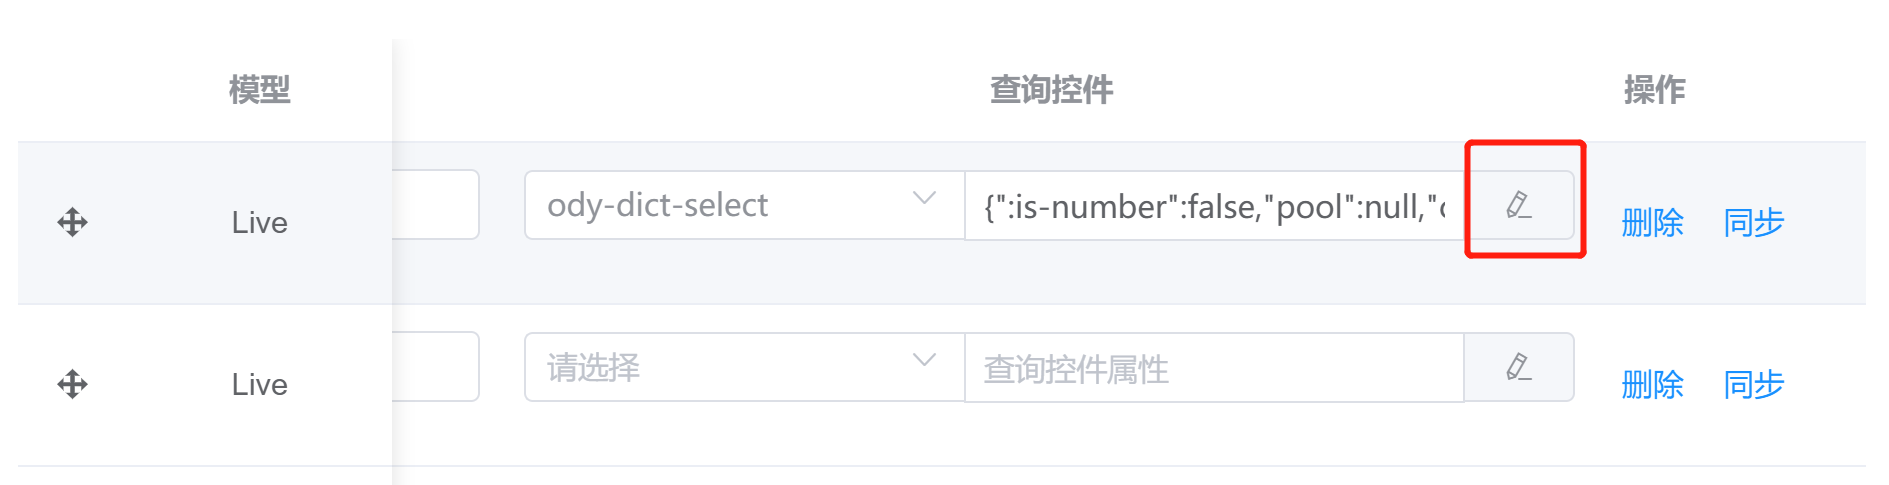 模型 查询控件 操作
Live ody-dict-select {":is-number":false,"pool":null," 删除 同步
Live 请选择 查询控件属性 删除 同步